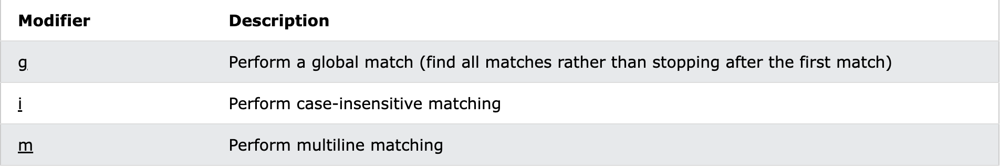 Modifier Description
g Perform a global match (find all matches rather than stopping after the first match)
i Perform case-insensitive matching
m Perform multiline matching